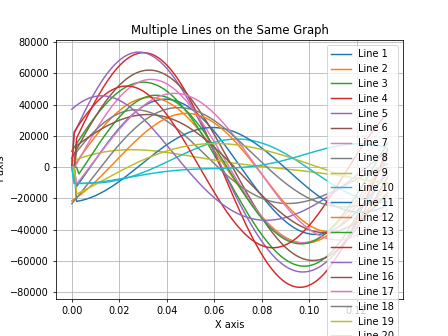 Multiple Lines on the Same Graph
80000
60000
40000
20000
0
−20000
−40000
−60000
−80000
axis
0.00
0.02
0.04
0.06
0.08
0.10
X axis
Line 1
Line 2
Line 3
Line 4
Line 5
Line 6
Line 7
Line 8
Line 9
Line 10
Line 11
Line 12
Line 13
Line 14
Line 15
Line 16
Line 17
Line 18
Line 19
Line 20